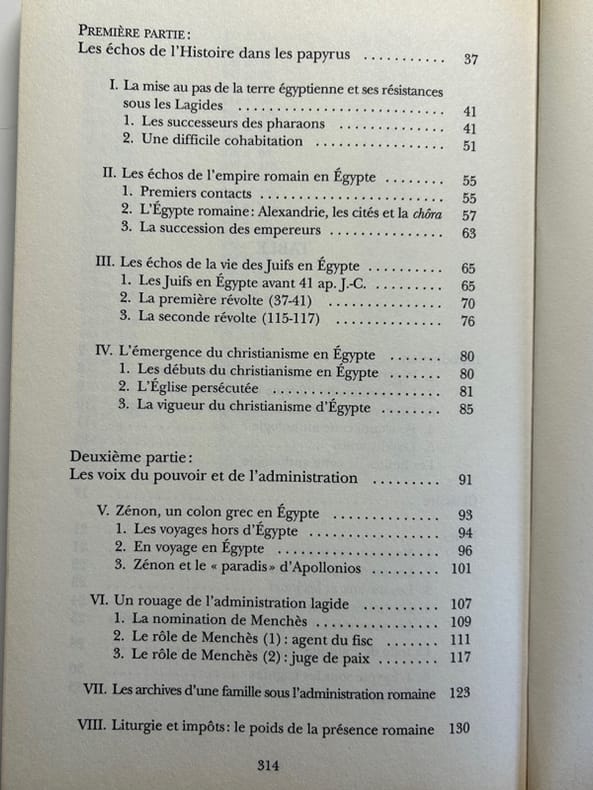 PREMIÈRE PARTIE :
Les échos de l'Histoire dans les papyrus ........... 37
I. La mise au pas de la terre égyptienne et ses résistances
sous les Lagides ......................... 41
1. Les successeurs des pharaons ............. 41
2. Une difficile cohabitation ................ 51
II. Les échos de l'empire romain en Égypte ........ 55
1. Premiers contacts ....................... 55
2. L'Égypte romaine : Alexandrie, les cités et la chôra 57
3. La succession des empereurs .............. 63
III. Les échos de la vie des Juifs en Égypte .......... 65
1. Les Juifs en Égypte avant 41 ap. J.-C. ........ 65
2. La première révolte (37-41) .............. 70
3. La seconde révolte (115-117) ............. 76
IV. L'émergence du christianisme en Égypte ....... 80
1. Les débuts du christianisme en Égypte ........ 80
2. L'Église persécutée ..................... 81
3. La vigueur du christianisme d'Égypte ........ 85
Deuxième partie :
Les voix du pouvoir et de l'administration ......... 91
V. Zénon, un colon grec en Égypte ............. 93
1. Les voyages hors d'Égypte ................ 94
2. En voyage en Égypte .................... 96
3. Zénon et le « paradis » d'Apollonios ......... 101
VI. Un rouage de l'administration lagide .......... 107
1. La nomination de Menchès ............... 109
2. Le rôle de Menchès (1) : agent du fisc ....... 111
3. Le rôle de Menchès (2) : juge de paix ......... 117
VII. Les archives d'une famille sous l'administration romaine 123
VIII. Liturgie et impôts : le poids de la présence romaine 130
314